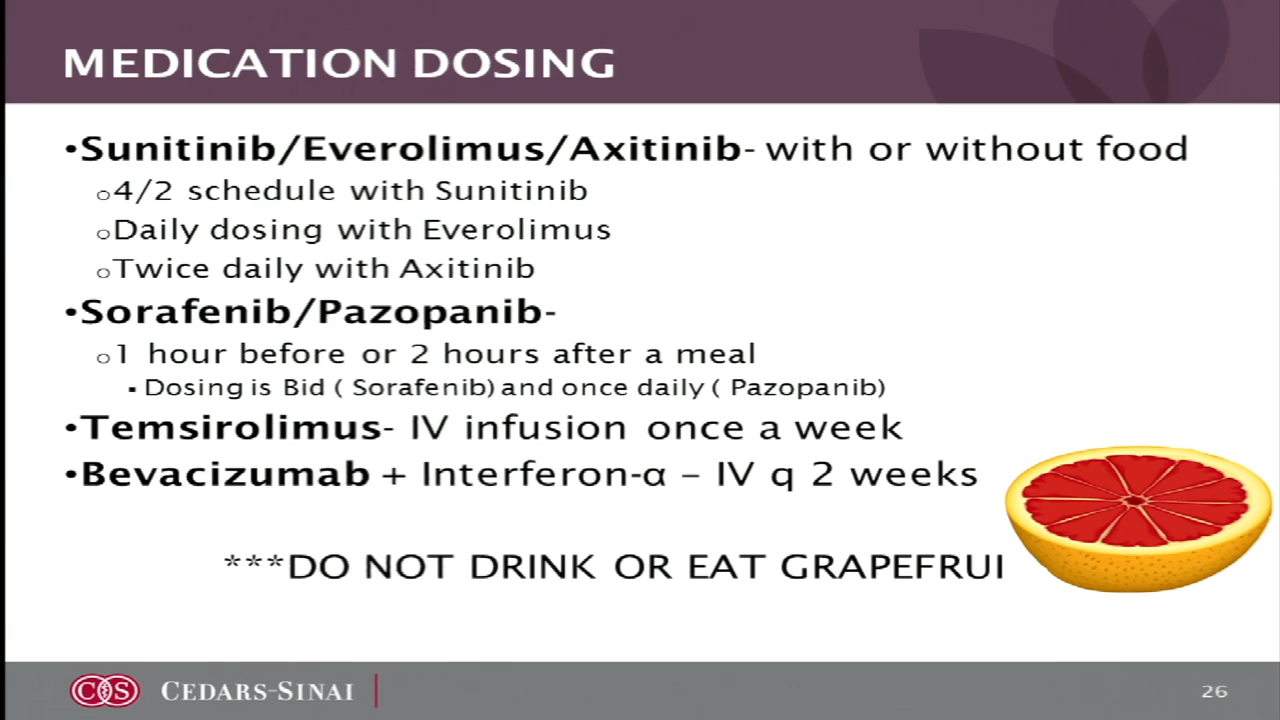 MEDICATION DOSING
•Sunitinib/Everolimus/Axitinib- with or without food
o4/2 schedule with Sunitinib
oDaily dosing with Everolimus
oTwice daily with Axitinib
•Sorafenib/Pazopanib-
o1 hour before or 2 hours after a meal
▪ Dosing is Bid ( Sorafenib) and once daily ( Pazopanib)
•Temsirolimus- IV infusion once a week
•Bevacizumab + Interferon-α – IV q 2 weeks
***DO NOT DRINK OR EAT GRAPEFRUI
CEDARS-SINAI
26